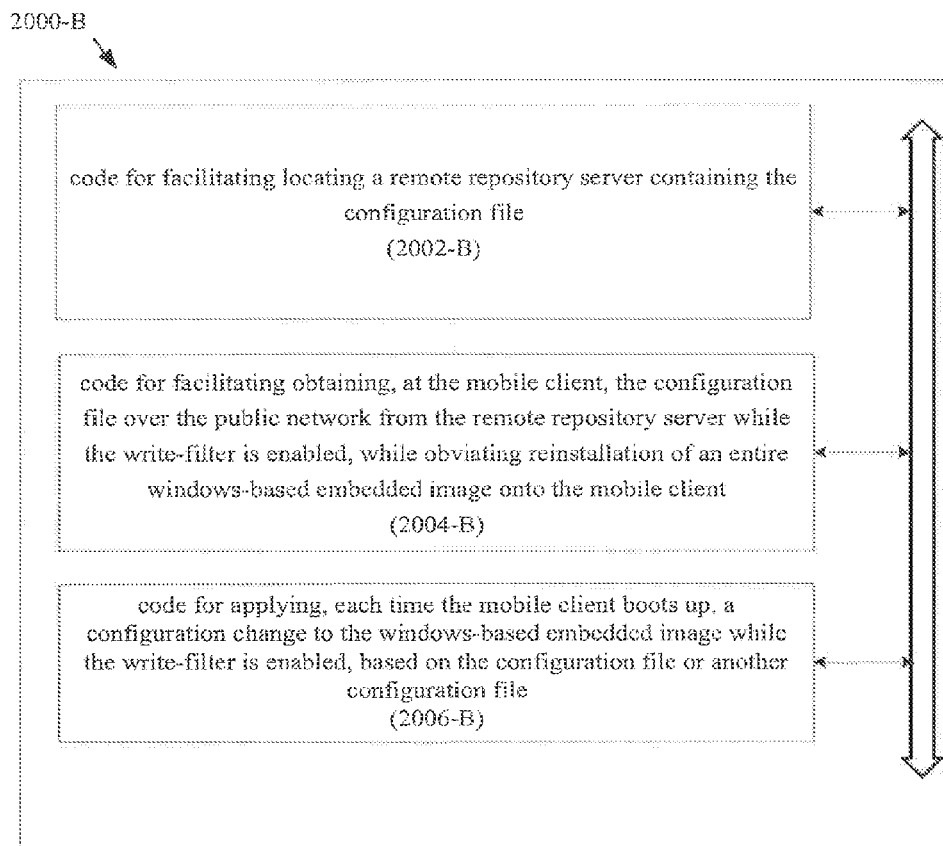 2000-B
code for facilitating locating a remote repository server containing the
configuration file
(2002-B)
code for facilitating obtaining, at the mobile client, the configuration
file over the public network from the remote repository server while
the write-filter is enabled, while obviating reinstallation of an entire
windows-based embedded image onto the mobile client
(2004-B)
code for applying, each time the mobile client boots up, a
configuration change to the windows-based embedded image while
the write-filter is enabled, based on the configuration file or another
configuration file
(2006-B)